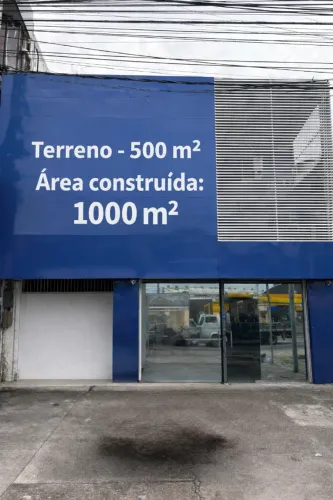 Terreno - 500 m²
Área construída:
1000 m²